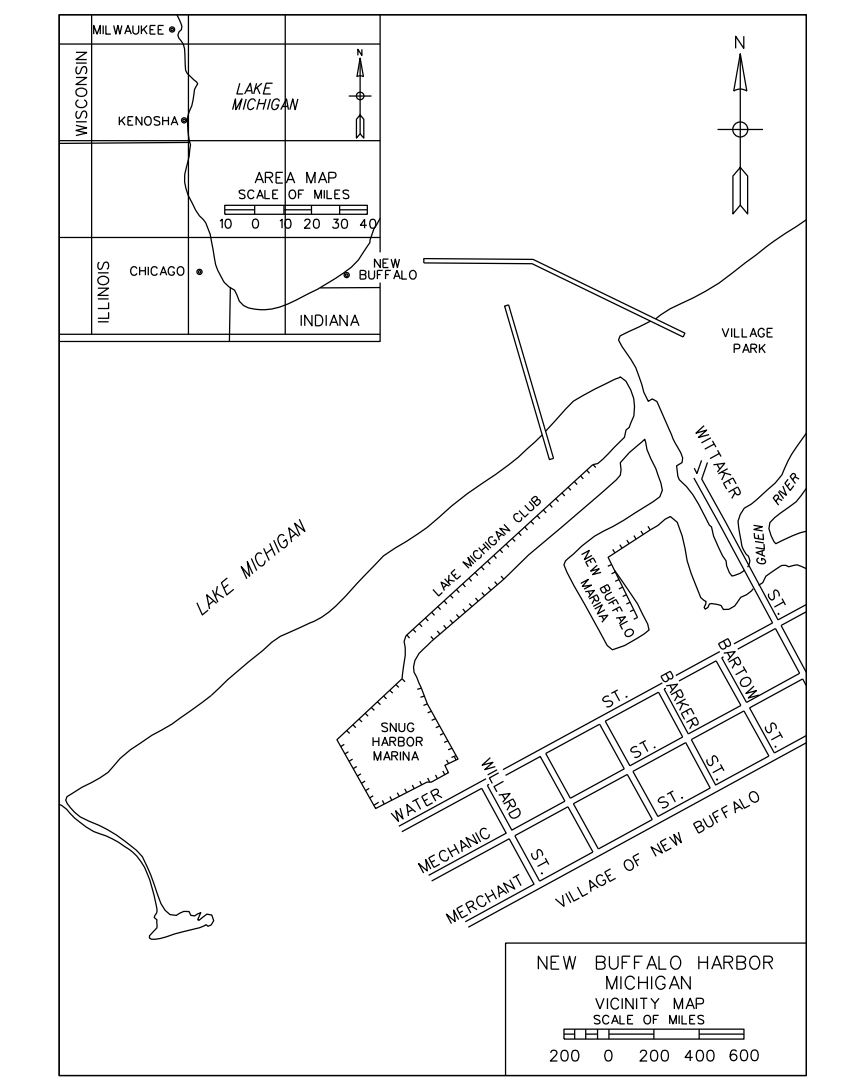 MILWAUKEE
WISCONSIN
KENOSHA
LAKE
MICHIGAN
N
AREA MAP
SCALE OF MILES
10 0 10 20 30 40
ILLINOIS
CHICAGO
NEW
BUFFALO
INDIANA
N
VILLAGE
PARK
WITTAKER
ST.
GALIEN
RIVER
LAKE MICHIGAN
LAKE MICHIGAN CLUB
NEW BUFFALO
MARINA
SNUG
HARBOR
MARINA
WATER
ST.
MECHANIC
ST.
MERCHANT
ST.
WILLARD
ST.
BARKER
ST.
BARTOW
ST.
VILLAGE OF NEW BUFFALO
NEW BUFFALO HARBOR
MICHIGAN
VICINITY MAP
SCALE OF MILES
200 0 200 400 600